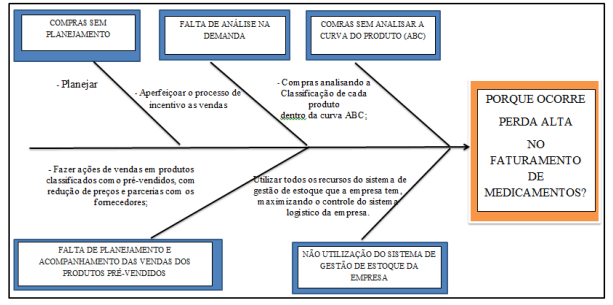 COMPRAS SEM
PLANEJAMENTO
FALTA DE ANÁLISE NA
DEMANDA
COMPRAS SEM ANALISAR A
CURVA DO PRODUTO (ABC)
- Planejar
- Aperfeiçoar o processo de
incentivo as vendas
- Compras analisando a
Classificação de cada
produto
dentro da curva ABC;
PORQUE OCORRE
PERDA ALTA
NO
FATURAMENTO
DE
MEDICAMENTOS?
- Fazer ações de vendas em produtos
classificados com o pré-vendidos, com
redução de preços e parcerias com os
fornecedores;
Utilizar todos os recursos do sistema de
gestão de estoque que a empresa tem,
maximizando o controle do sistema
logístico da empresa.
FALTA DE PLANEJAMENTO E
ACOMPANHAMENTO DAS VENDAS DOS
PRODUTOS PRÉ-VENDIDOS
NÃO UTILIZAÇÃO DO SISTEMA DE
GESTÃO DE ESTOQUE DA
EMPRESA